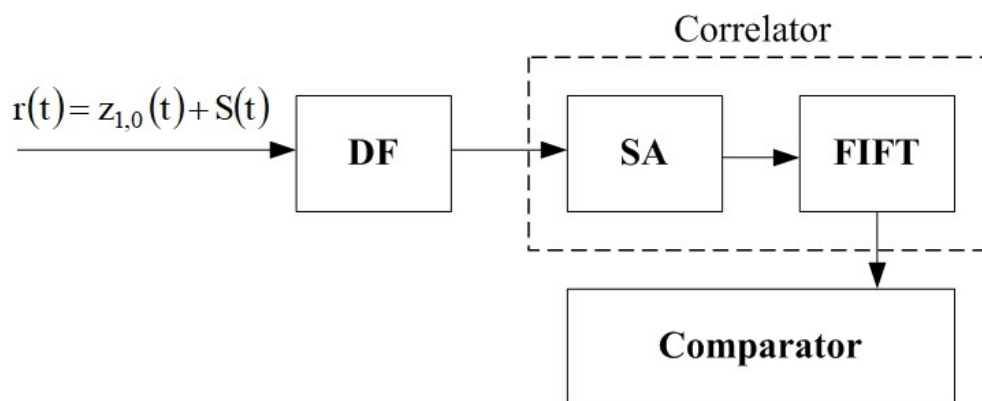 Correlator
r(t) = z₁,₀(t) + S(t)
DF
SA
FIFT
Comparator